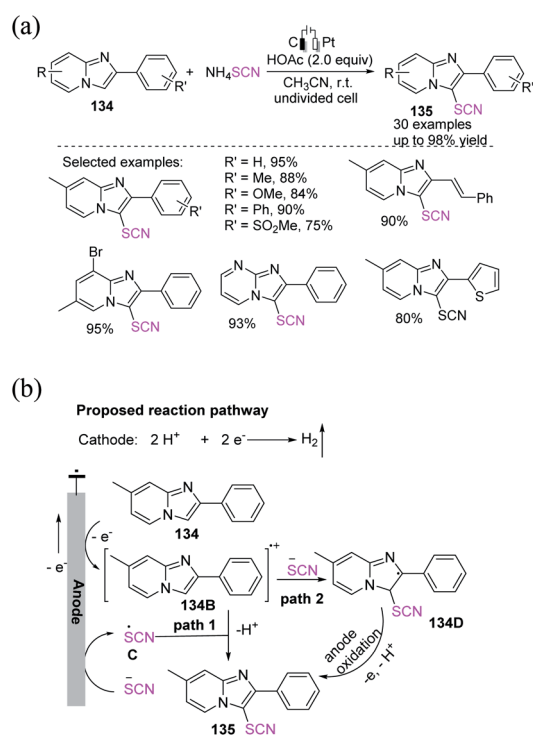 (a)
C Pt
HOAc (2.0 equiv)
CH₃CN, r.t.
undivided cell
R N N R' + NH₄SCN R N N R' SCN
134
135
30 examples
up to 98% yield
Selected examples:
N N R' SCN
R' = H, 95%
R' = Me, 88%
R' = OMe, 84%
R' = Ph, 90%
R' = SO₂Me, 75%
N N Ph SCN
90%
Br N N SCN
95%
N N N SCN
93%
N N S SCN
80%
(b)
Proposed reaction pathway
Cathode: 2 H⁺ + 2 e⁻ H₂
N N
134
- e⁻
- e⁻
Anode
N N •+
134B
⁻SCN
path 2
N N SCN
134D
path 1
-H⁺
•SCN
C
⁻SCN
anode
oxidation
-e, - H⁺
N N SCN
135